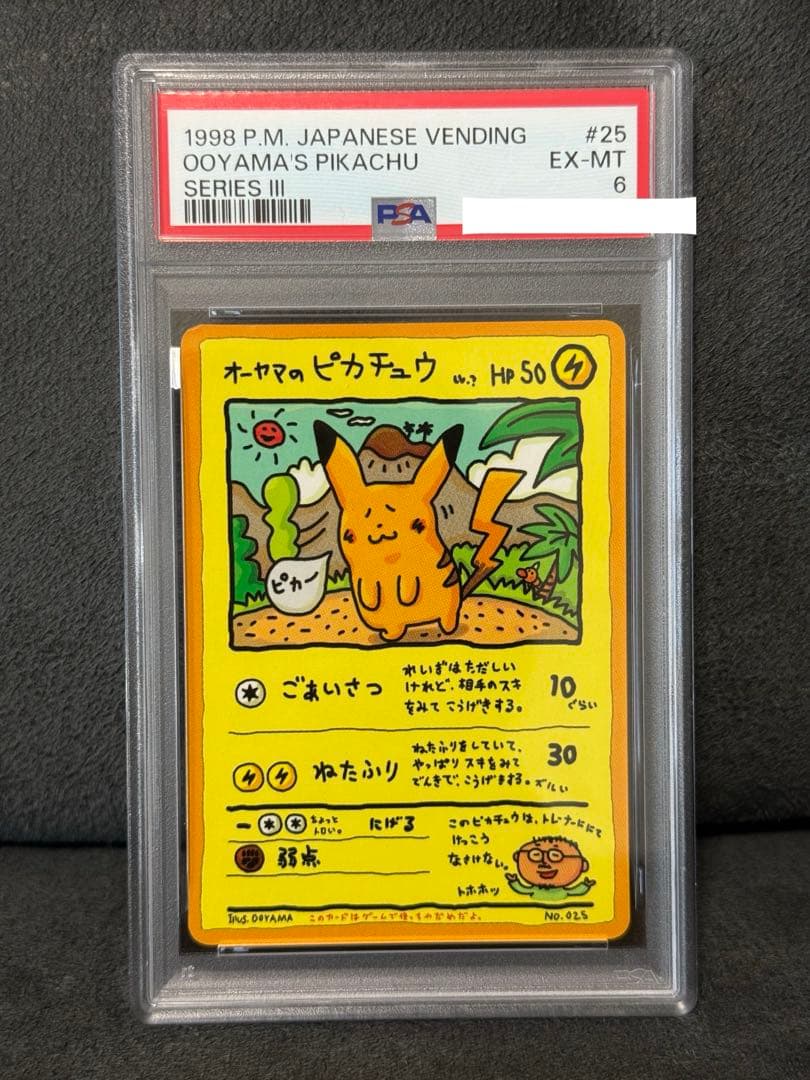 1998 P.M. JAPANESE VENDING #25
OOYAMA'S PIKACHU EX-MT
SERIES III 6
PSA
オーヤマの ピカチュウ LV.? HP 50
ピカー
ごあいさつ
れいぎはただしい
けれど、相手のスキ
をみて こうげきする。
10
ぐらい
ねたふり
ねたふりをしていて、
やっぱり スキをみて
でんきで、こうげきする。ズルい
30
ー
ちょっと
トロい。
にげる
弱点
このピカチュウは、トレーナーにて
けっこう
なさけない。
トホホッ
Illus. OOYAMA このカードはゲームで使っちゃだめだよ。 NO. 025